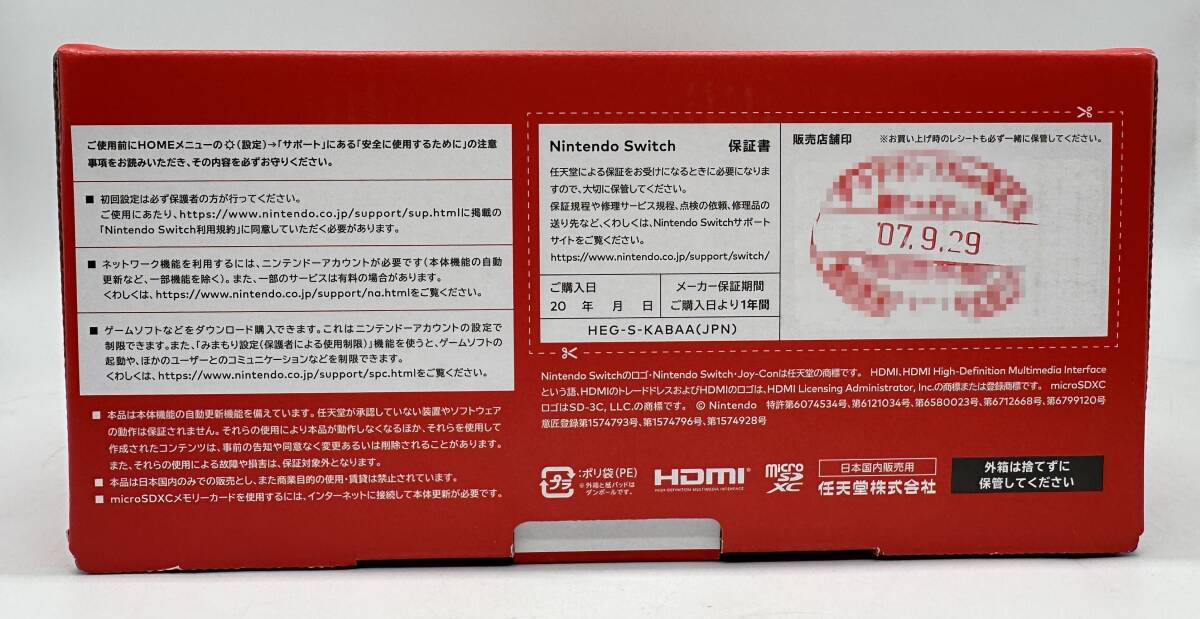 ご使用前にHOMEメニューの(設定)→「サポート」にある「安全に使用するために」の注意
事項をお読みいただき、その内容を必ずお守りください。
■ 初回設定は必ず保護者の方が行ってください。
ご使用にあたり、https://www.nintendo.co.jp/support/sup.htmlに掲載の
「Nintendo Switch利用規約」に同意していただく必要があります。
■ ネットワーク機能を利用するには、ニンテンドーアカウントが必要です(本体機能の自動
更新など、一部機能を除く)。また、一部のサービスは有料の場合があります。
くわしくは、https://www.nintendo.co.jp/support/na.htmlをご覧ください。
■ ゲームソフトなどをダウンロード購入できます。これはニンテンドーアカウントの設定で
制限できます。また、「みまもり設定(保護者による使用制限)」機能を使うと、ゲームソフトの
起動や、ほかのユーザーとのコミュニケーションなどを制限できます。
くわしくは、https://www.nintendo.co.jp/support/spc.htmlをご覧ください。
■ 本品は本体機能の自動更新機能を備えています。任天堂が承認していない装置やソフトウェア
の動作は保証されません。それらの使用により本品が動作しなくなるほか、それらを使用して
作成されたコンテンツは、事前の告知や同意なく変更あるいは削除されることがあります。
また、それらの使用による故障や損害は、保証対象外となります。
■ 本品は日本国内のみでの販売とし、また商業目的の使用・賃貸は禁止されています。
■ microSDXCメモリーカードを使用するには、インターネットに接続して本体更新が必要です。
Nintendo Switch 保証書
任天堂による保証をお受けになるときに必要になりま
すので、大切に保管してください。
保証規程や修理サービス規程、点検の依頼、修理品の
送り先など、くわしくは、Nintendo Switchサポート
サイトをご覧ください。
https://www.nintendo.co.jp/support/switch/
ご購入日
20 年 月 日
メーカー保証期間
ご購入日より1年間
HEG-S-KABAA(JPN)
販売店舗印 ※お買い上げ時のレシートも必ず一緒に保管してください。
'07.9.29
Nintendo Switchのロゴ・Nintendo Switch・Joy-Conは任天堂の商標です。 HDMI、HDMI High-Definition Multimedia Interface
という語、HDMIのトレードドレスおよびHDMIのロゴは、HDMI Licensing Administrator, Inc.の商標または登録商標です。 microSDXC
ロゴはSD-3C, LLC.の商標です。 © Nintendo 特許第6074534号、第6121034号、第6580023号、第6712668号、第6799120号
意匠登録第1574793号、第1574796号、第1574928号
プラ :ポリ袋(PE)
※外箱と紙パッドは
ダンボールです。
HDMI®
HIGH-DEFINITION MULTIMEDIA INTERFACE
micro SD XC
日本国内販売用
任天堂株式会社
外箱は捨てずに
保管してください